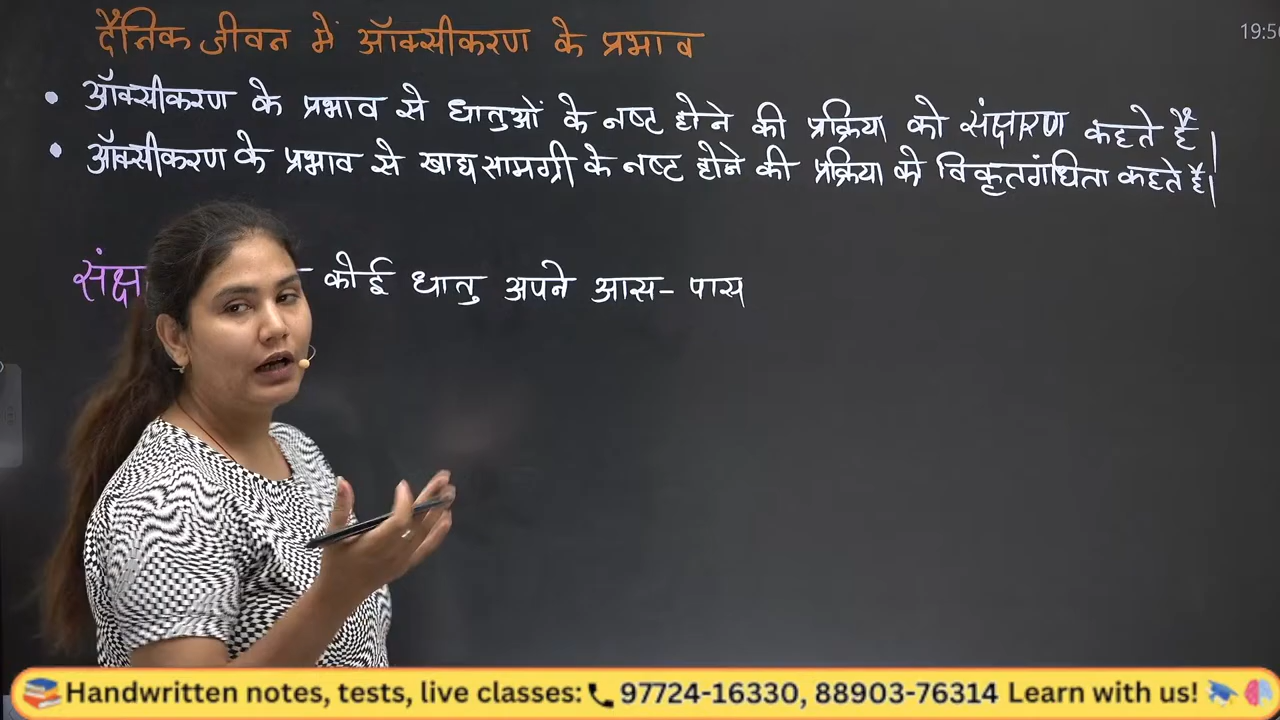 दैनिक जीवन में ऑक्सीकरण के प्रभाव
19:5
• ऑक्सीकरण के प्रभाव से धातुओं के नष्ट होने की प्रक्रिया को संक्षारण कहते हैं।
• ऑक्सीकरण के प्रभाव से खाद्य सामग्री के नष्ट होने की प्रक्रिया को विकृतगंधिता कहते है।
कोई धातु अपने आस-पास
Handwritten notes, tests, live classes: 97724-16330, 88903-76314 Learn with us!